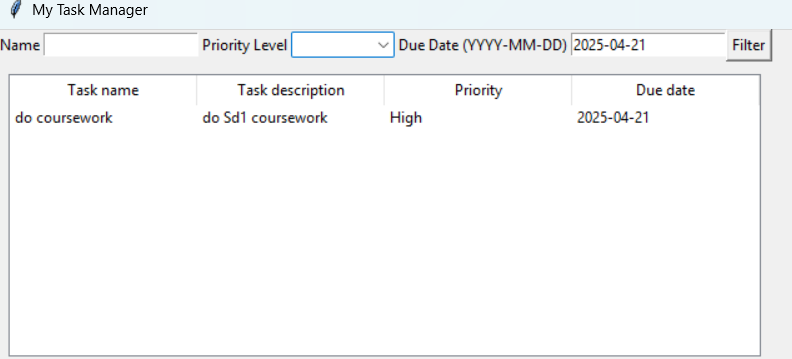 My Task Manager
Name Priority Level Due Date (YYYY-MM-DD) 2025-04-21 Filter
Task name Task description Priority Due date
do coursework do Sd1 coursework High 2025-04-21